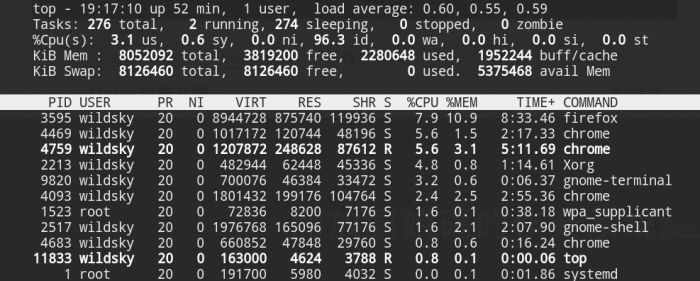 top - 19:17:10 up 52 min,  1 user,  load average: 0.60, 0.55, 0.59
Tasks: 276 total,   2 running, 274 sleeping,   0 stopped,   0 zombie
%Cpu(s):  3.1 us,  0.6 sy,  0.0 ni, 96.3 id,  0.0 wa,  0.0 hi,  0.0 si,  0.0 st
KiB Mem :  8052092 total,  3819200 free,  2280648 used,  1952244 buff/cache
KiB Swap:  8126460 total,  8126460 free,        0 used.  5375468 avail Mem
PID USER      PR  NI    VIRT    RES    SHR S  %CPU %MEM     TIME+ COMMAND
3595 wildsky   20   0 8944728 875740 119936 S   7.9 10.9   8:33.46 firefox
4469 wildsky   20   0 1017172 120744  48196 S   5.6  1.5   2:17.33 chrome
4759 wildsky   20   0 1207872 248628  87612 R   5.6  3.1   5:11.69 chrome
2213 wildsky   20   0  482944  62448  45336 S   4.8  0.8   1:14.61 Xorg
9820 wildsky   20   0  700076  46384  33472 S   3.2  0.6   0:06.37 gnome-terminal
4093 wildsky   20   0 1801432 199176 104764 S   2.4  2.5   2:55.36 chrome
1523 root      20   0   72836   8200   7176 S   1.6  0.1   0:38.18 wpa_supplicant
2517 wildsky   20   0 1976768 165096  77176 S   1.6  2.1   2:07.90 gnome-shell
4683 wildsky   20   0  660852  47848  29760 S   0.8  0.6   0:16.24 chrome
11833 wildsky   20   0  163000   4624   3788 R   0.8  0.1   0:00.06 top
1 root      20   0  191700   5980   4032 S   0.0  0.1   0:01.86 systemd